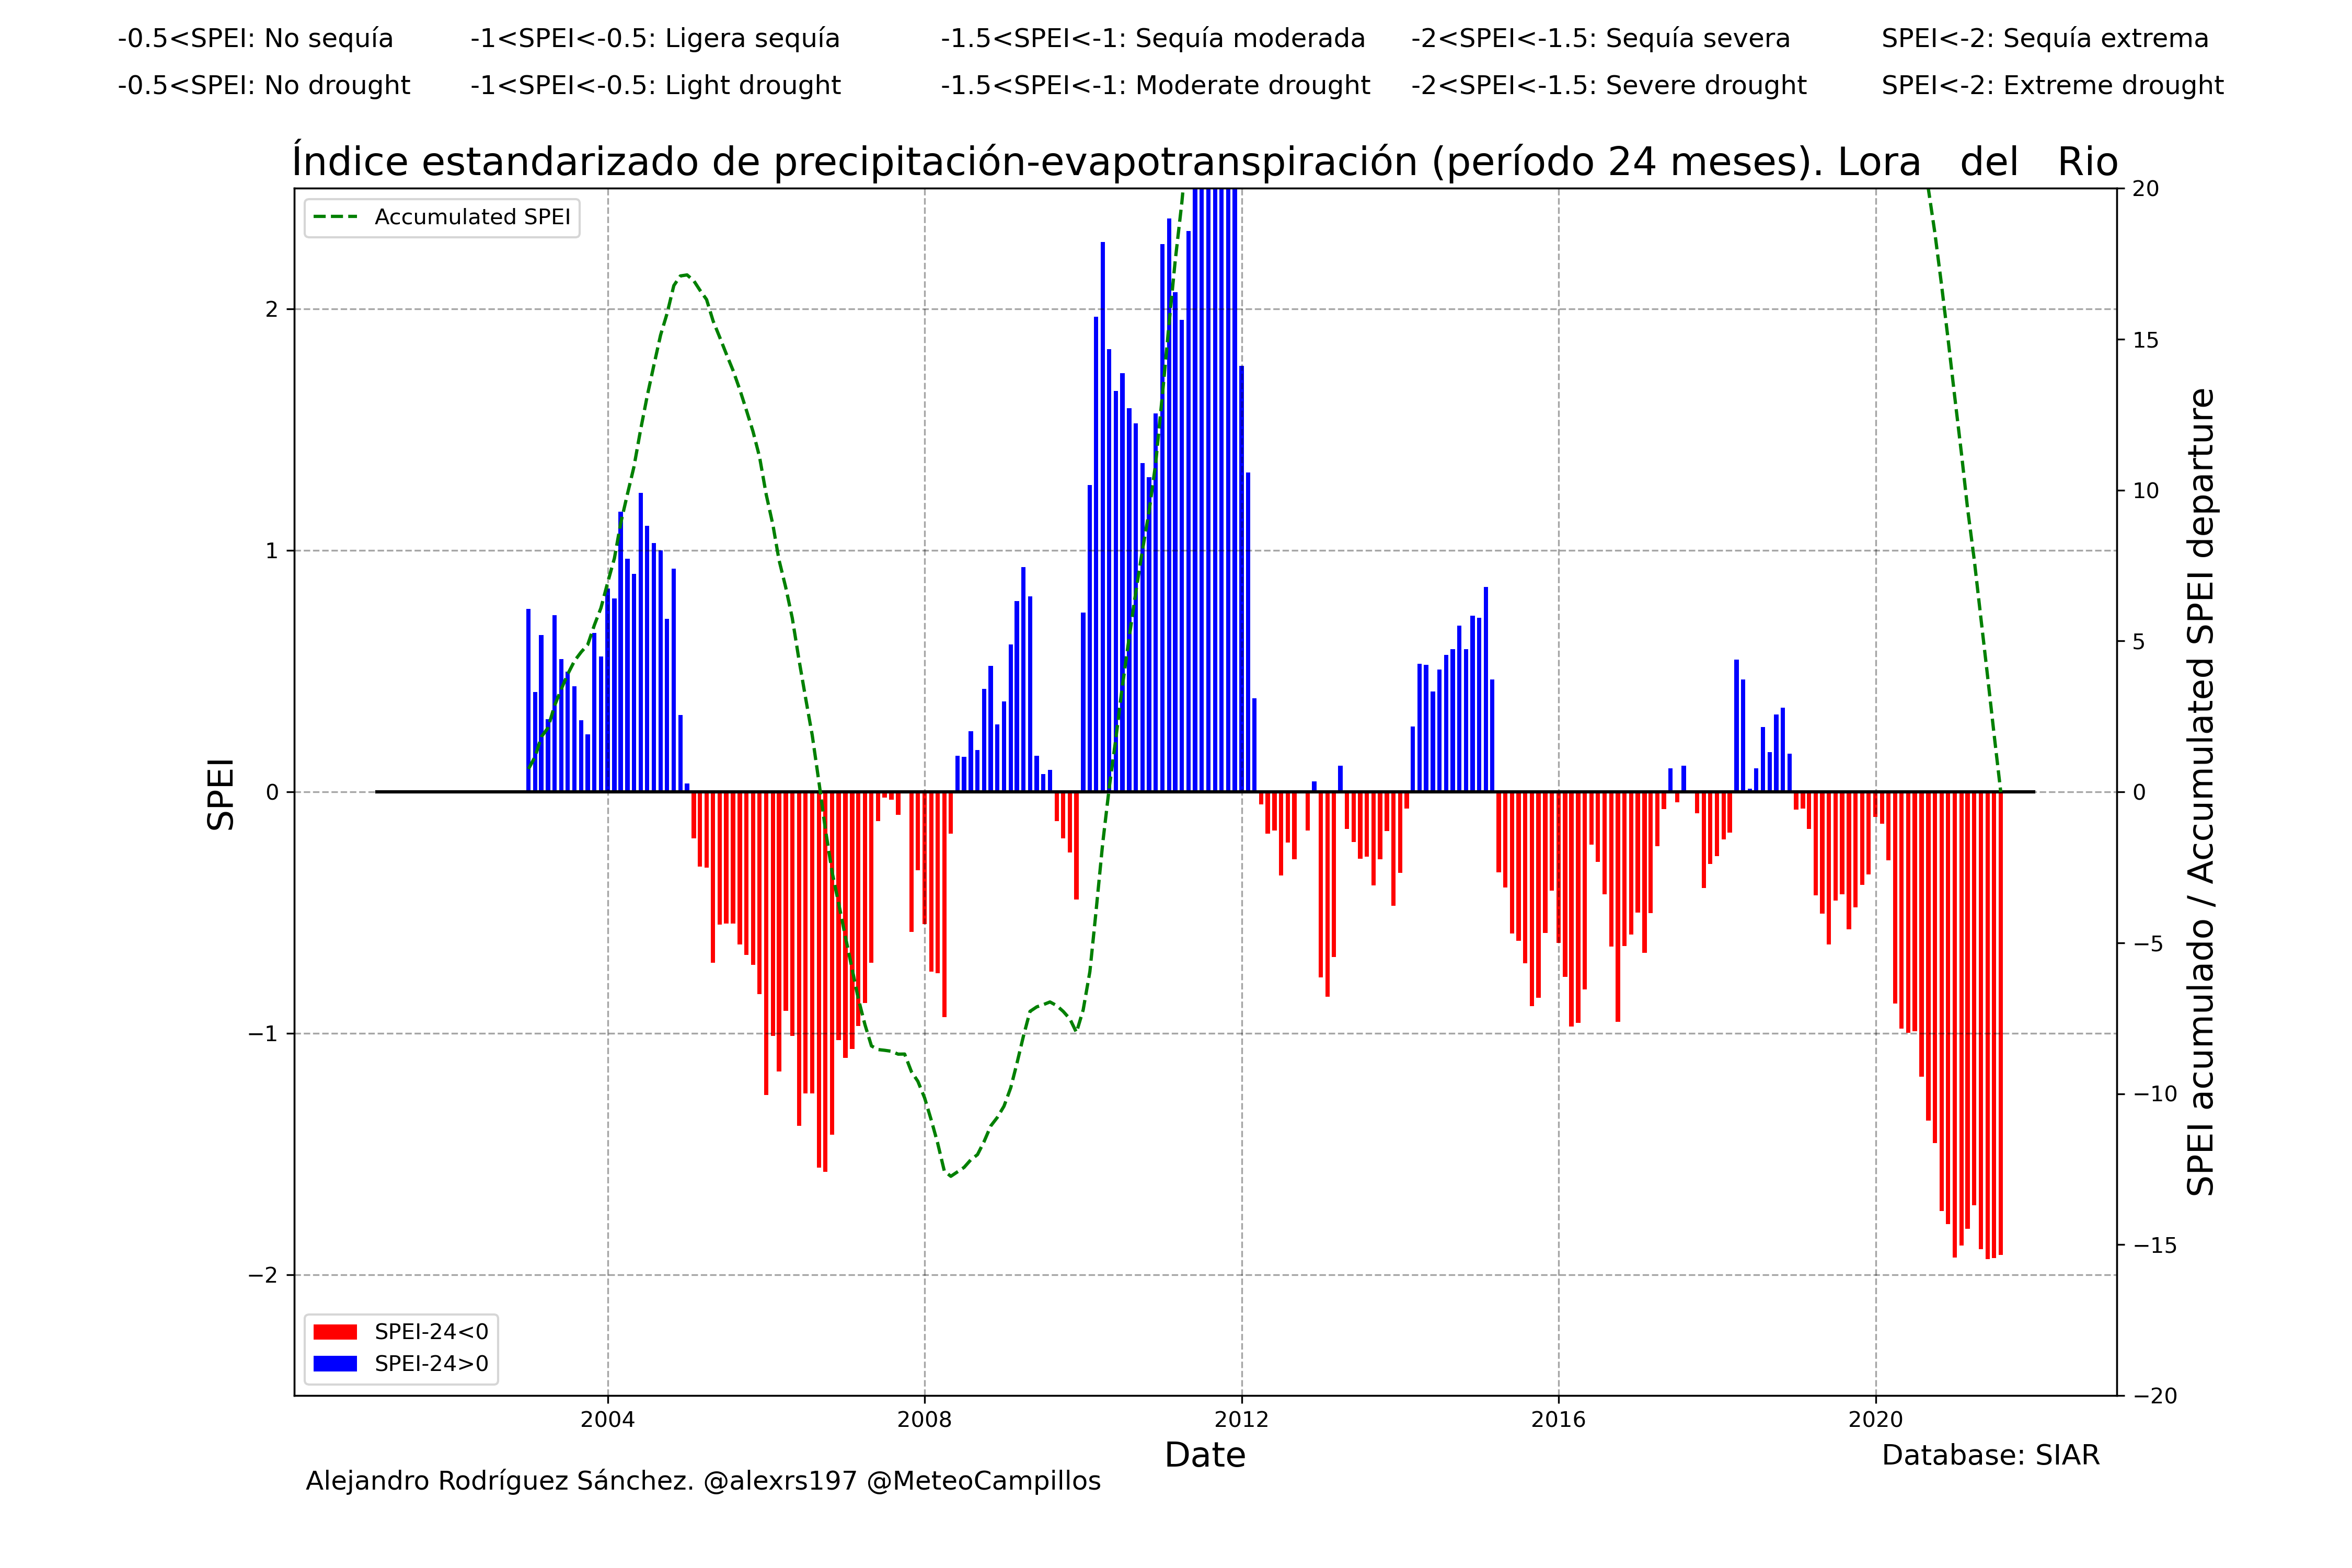 -0.5<SPEI: No sequía -1<SPEI<-0.5: Ligera sequía -1.5<SPEI<-1: Sequía moderada -2<SPEI<-1.5: Sequía severa SPEI<-2: Sequía extrema
-0.5<SPEI: No drought -1<SPEI<-0.5: Light drought -1.5<SPEI<-1: Moderate drought -2<SPEI<-1.5: Severe drought SPEI<-2: Extreme drought
Índice estandarizado de precipitación-evapotranspiración (período 24 meses). Lora del Rio
Accumulated SPEI
SPEI
2
1
0
−1
−2
20
15
10
5
0
−5
−10
−15
−20
SPEI acumulado / Accumulated SPEI departure
SPEI-24<0
SPEI-24>0
2004 2008 2012 2016 2020
Date
Database: SIAR
Alejandro Rodríguez Sánchez. @alexrs197 @MeteoCampillos